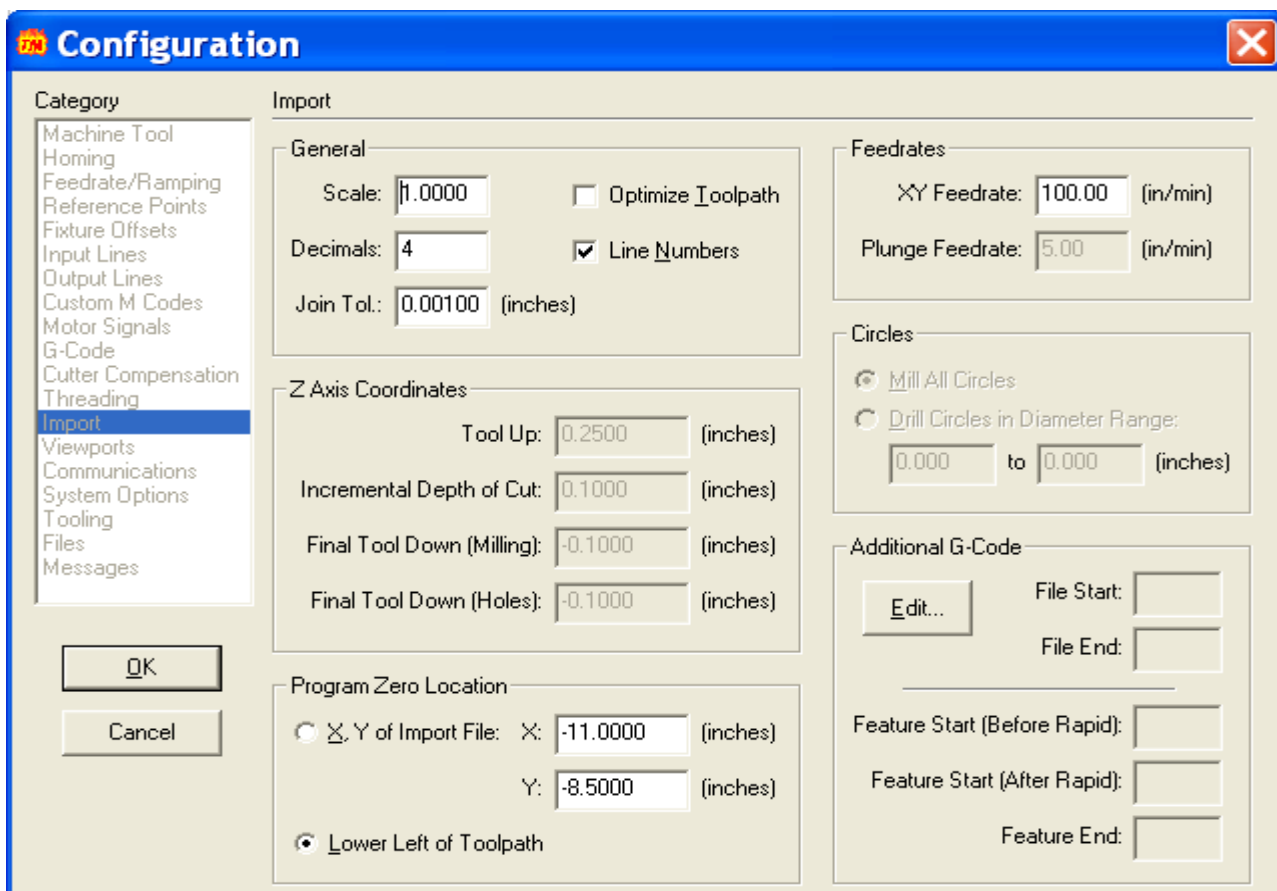 TM Configuration
Category
Machine Tool
Homing
Feedrate/Ramping
Reference Points
Fixture Offsets
Input Lines
Output Lines
Custom M Codes
Motor Signals
G-Code
Cutter Compensation
Threading
Import
Viewports
Communications
System Options
Tooling
Files
Messages
OK
Cancel
Import
General
Scale: 1.0000 Optimize Toolpath
Decimals: 4 Line Numbers
Join Tol.: 0.00100 (inches)
Z Axis Coordinates
Tool Up: 0.2500 (inches)
Incremental Depth of Cut: 0.1000 (inches)
Final Tool Down (Milling): -0.1000 (inches)
Final Tool Down (Holes): -0.1000 (inches)
Program Zero Location
X, Y of Import File: X: -11.0000 (inches)
Y: -8.5000 (inches)
Lower Left of Toolpath
Feedrates
XY Feedrate: 100.00 (in/min)
Plunge Feedrate: 5.00 (in/min)
Circles
Mill All Circles
Drill Circles in Diameter Range:
0.000 to 0.000 (inches)
Additional G-Code
Edit... File Start:
File End:
Feature Start (Before Rapid):
Feature Start (After Rapid):
Feature End: